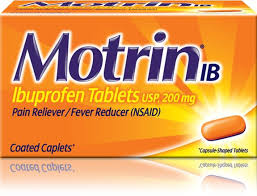 Motrin IB
Ibuprofen Tablets USP, 200 mg
Pain Reliever/Fever Reducer (NSAID)
Coated Caplets*
*Capsule-Shaped Tablets